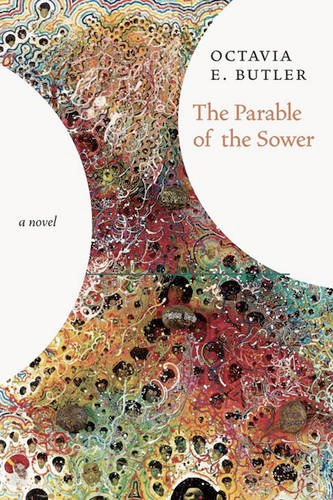 OCTAVIA
E. BUTLER
The Parable
of the Sower
a novel